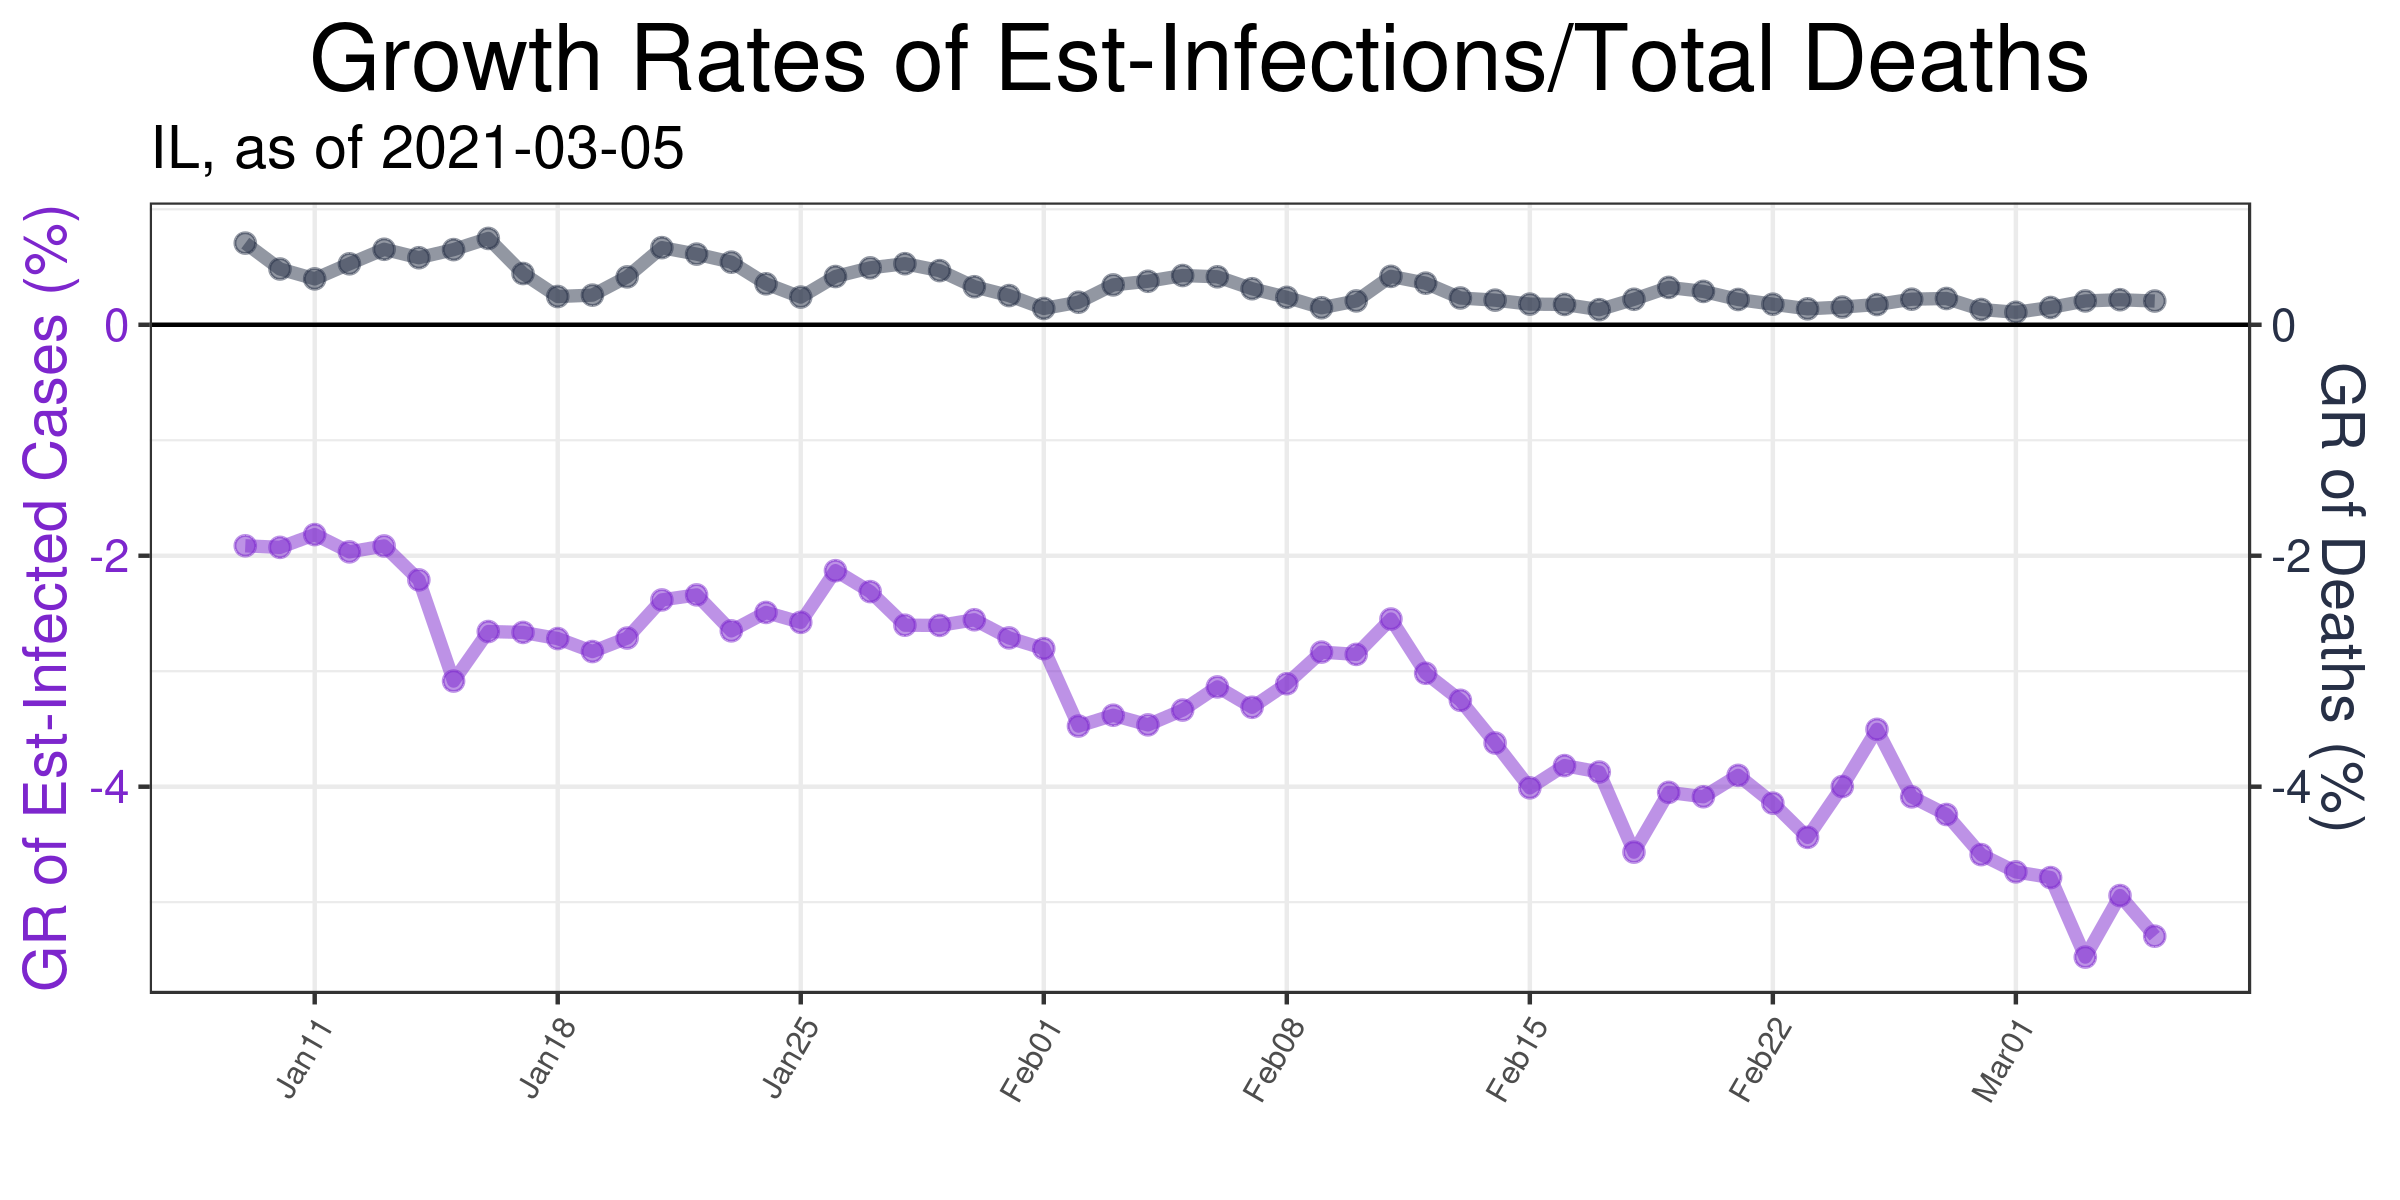 Growth Rates of Est-Infections/Total Deaths
IL, as of 2021-03-05
GR of Est-Infected Cases (%)
0
-2
-4
0
-2
-4
GR of Deaths (%)
Jan11
Jan18
Jan25
Feb01
Feb08
Feb15
Feb22
Mar01